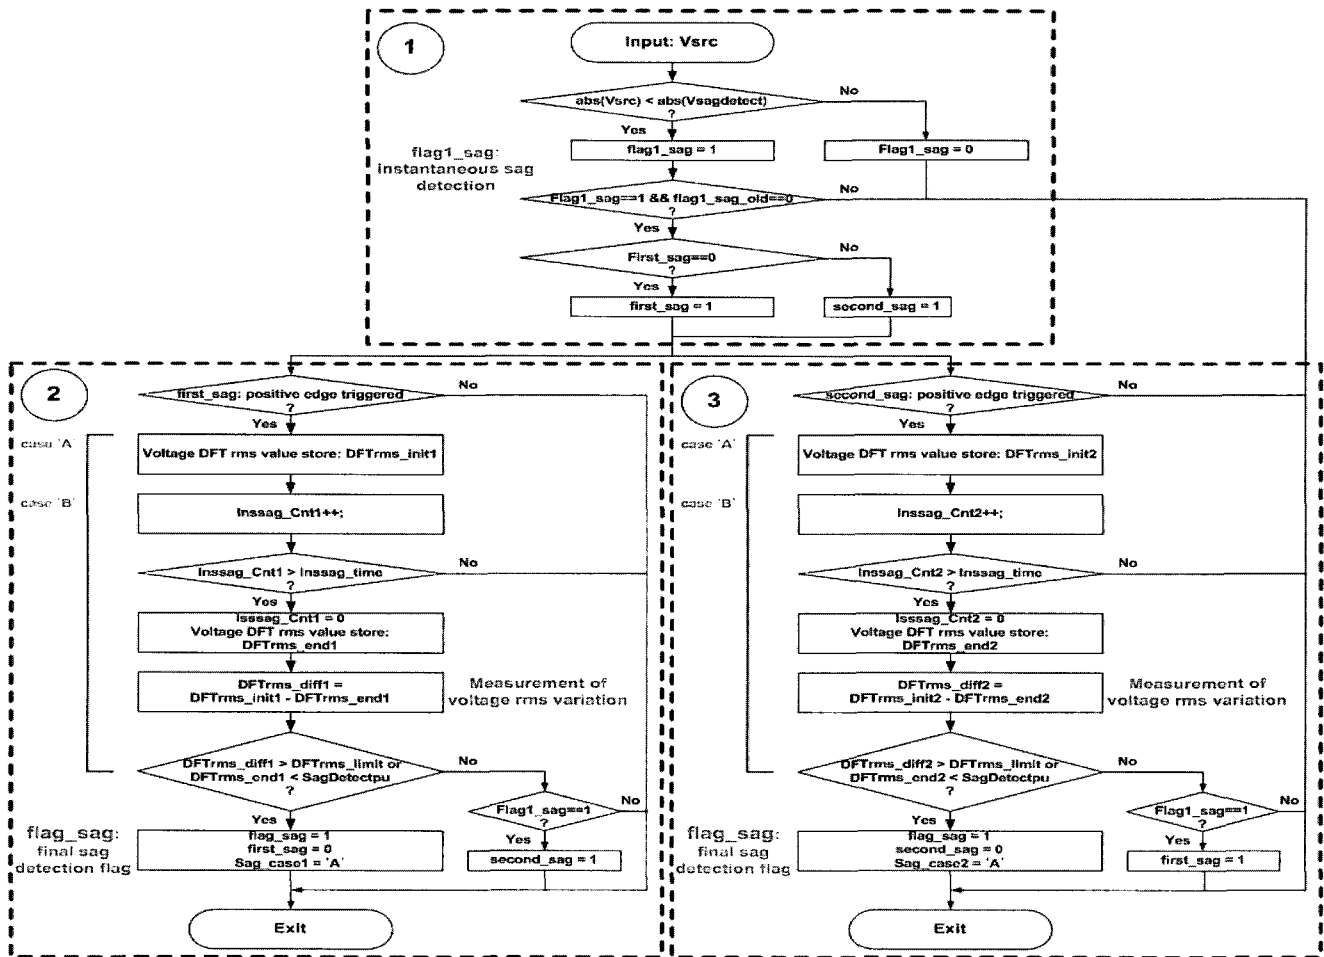 1
Input: Vsrc
abs(Vsrc) < abs(Vsagdetect)
?
No
Yes
flag1_sag = 1
Flag1_sag = 0
flag1_sag:
instantaneous sag
detection
Flag1_sag==1 && flag1_sag_old==0
?
No
Yes
First_sag==0
?
No
Yes
first_sag = 1
second_sag = 1
2
first_sag: positive edge triggered
?
No
Yes
case 'A'
Voltage DFT rms value store: DFTrms_init1
case 'B'
Inssag_Cnt1++;
Inssag_Cnt1 > Inssag_time
?
No
Yes
Isssag_Cnt1 = 0
Voltage DFT rms value store:
DFTrms_end1
DFTrms_diff1 =
DFTrms_init1 - DFTrms_end1
Measurement of
voltage rms variation
DFTrms_diff1 > DFTrms_limit or
DFTrms_end1 < SagDetectpu
?
No
Yes
Flag1_sag==1
?
No
Yes
second_sag = 1
flag_sag:
final sag
detection flag
flag_sag = 1
first_sag = 0
Sag_case1 = 'A'
Exit
3
second_sag: positive edge triggered
?
No
Yes
case 'A'
Voltage DFT rms value store: DFTrms_init2
case 'B'
Inssag_Cnt2++;
Inssag_Cnt2 > Inssag_time
?
No
Yes
Isssag_Cnt2 = 0
Voltage DFT rms value store:
DFTrms_end2
DFTrms_diff2 =
DFTrms_init2 - DFTrms_end2
Measurement of
voltage rms variation
DFTrms_diff2 > DFTrms_limit or
DFTrms_end2 < SagDetectpu
?
No
Yes
Flag1_sag==1
?
No
Yes
first_sag = 1
flag_sag:
final sag
detection flag
flag_sag = 1
second_sag = 0
Sag_case2 = 'A'
Exit